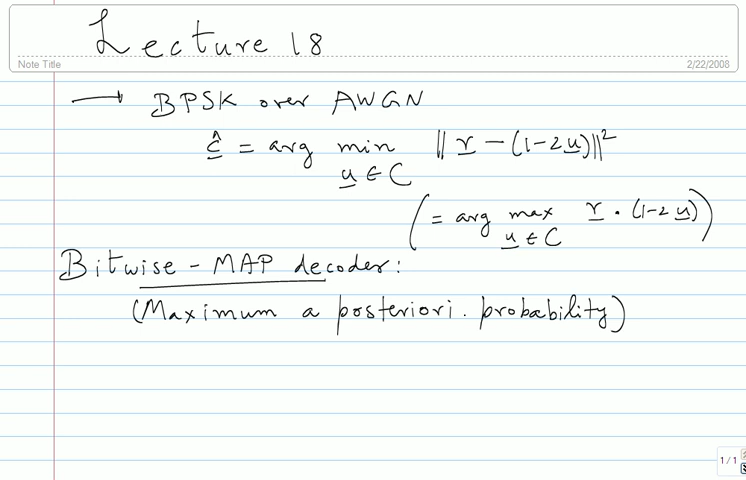 Lecture 18
Note Title
2/22/2008
→ BPSK over AWGN
ĉ = arg min ‖ r − (1−2u)‖²
u ∈ C
(= arg max r · (1−2u))
u ∈ C
Bitwise - MAP decoder:
(Maximum a posteriori. probability)
1/1